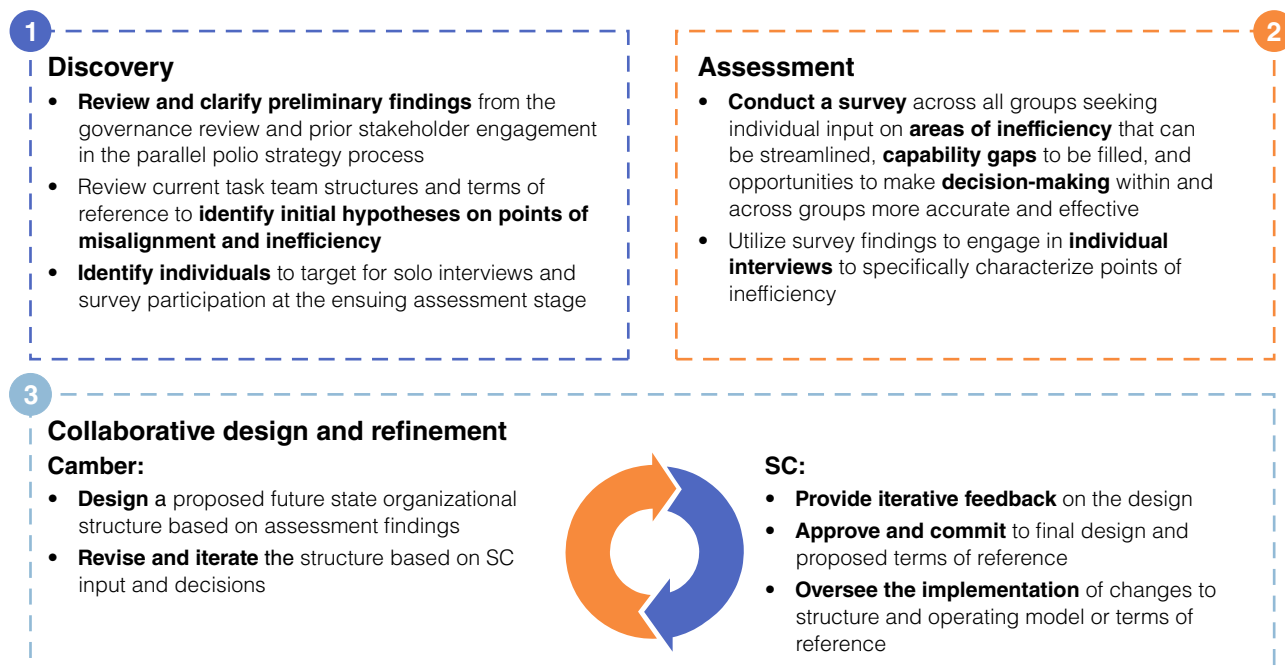 1
Discovery
• Review and clarify preliminary findings from the
governance review and prior stakeholder engagement
in the parallel polio strategy process
• Review current task team structures and terms of
reference to identify initial hypotheses on points of
misalignment and inefficiency
• Identify individuals to target for solo interviews and
survey participation at the ensuing assessment stage
2
Assessment
• Conduct a survey across all groups seeking
individual input on areas of inefficiency that can
be streamlined, capability gaps to be filled, and
opportunities to make decision-making within and
across groups more accurate and effective
• Utilize survey findings to engage in individual
interviews to specifically characterize points of
inefficiency
3
Collaborative design and refinement
Camber:
• Design a proposed future state organizational
structure based on assessment findings
• Revise and iterate the structure based on SC
input and decisions
SC:
• Provide iterative feedback on the design
• Approve and commit to final design and
proposed terms of reference
• Oversee the implementation of changes to
structure and operating model or terms of
reference